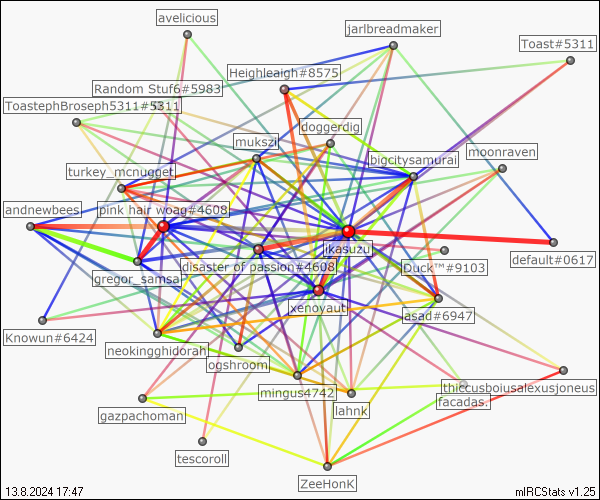 avelicious
jarlbreadmaker
Toast#5311
Heighleaigh#8575
Random Stuf6#5983
ToastephBroseph5311#5311
doggerdig
mukszi
moonraven
bigcitysamurai
turkey_mcnugget
andnewbees
pink hair woag#4608
ikasuzu
default#0617
gregor_samsa
disaster of passion#4608
Duck™#9103
xenoyaut
asad#6947
Knowun#6424
neokingghidorah
ogshroom
mingus4742
thiccusboiusalexusjoneus
facadas.
lahnk
gazpachoman
tescoroll
ZeeHonK
13.8.2024 17:47
mIRCStats v1.25